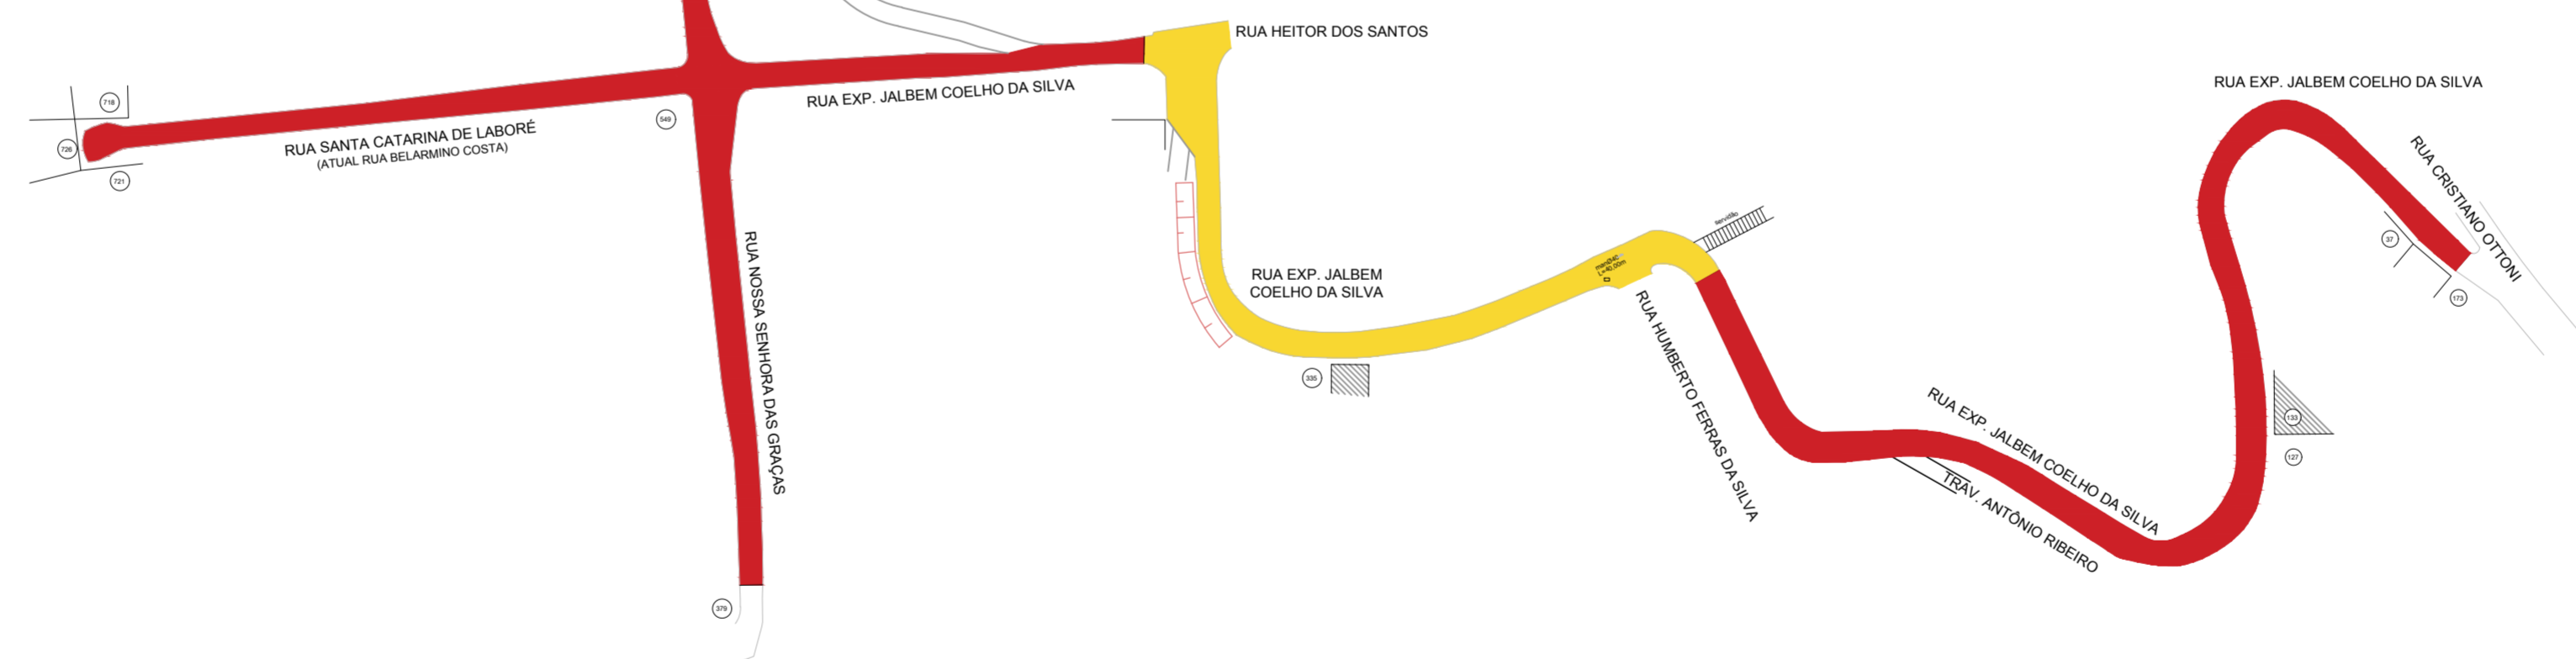 RUA HEITOR DOS SANTOS
RUA EXP. JALBEM COELHO DA SILVA
718
549
726
721
RUA SANTA CATARINA DE LABORÉ
(ATUAL RUA BELARMINO COSTA)
RUA EXP. JALBEM COELHO DA SILVA
RUA NOSSA SENHORA DAS GRAÇAS
379
RUA EXP. JALBEM
COELHO DA SILVA
335
L=40,00m
servidão
RUA HUMBERTO FERRAS DA SILVA
RUA EXP. JALBEM COELHO DA SILVA
TRAV. ANTÔNIO RIBEIRO
133
127
RUA CRISTIANO OTTONI
37
173